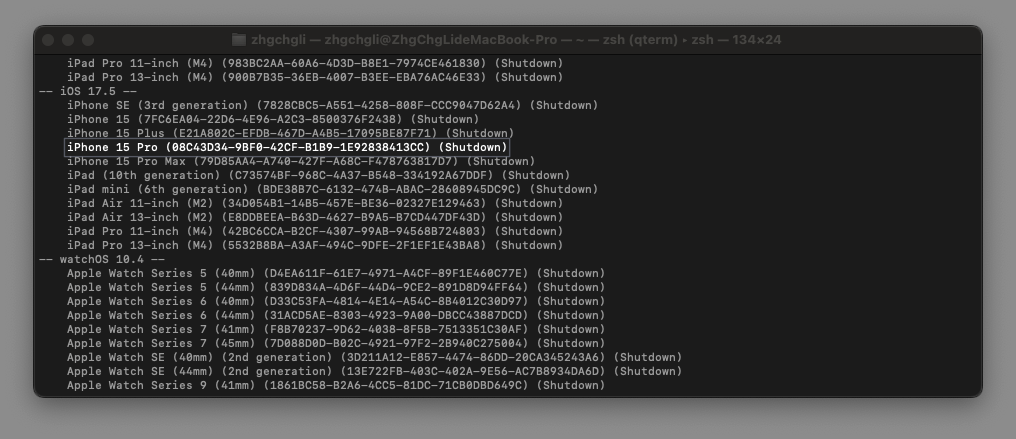 zhgchgli — zhgchgli@ZhgChgLideMacBook-Pro — ~ — zsh (qterm) ▸ zsh — 134×24
iPad Pro 11-inch (M4) (983BC2AA-60A6-4D3D-B8E1-7974CE461830) (Shutdown)
iPad Pro 13-inch (M4) (900B7B35-36EB-4007-B3EE-EBA76AC46E33) (Shutdown)
-- iOS 17.5 --
iPhone SE (3rd generation) (7828CBC5-A551-4258-808F-CCC9047D62A4) (Shutdown)
iPhone 15 (7FC6EA04-22D6-4E96-A2C3-8500376F2438) (Shutdown)
iPhone 15 Plus (E21A802C-EFDB-467D-A4B5-17095BE87F71) (Shutdown)
iPhone 15 Pro (08C43D34-9BF0-42CF-B1B9-1E92838413CC) (Shutdown)
iPhone 15 Pro Max (79D85AA4-A740-427F-A68C-F478763817D7) (Shutdown)
iPad (10th generation) (C73574BF-968C-4A37-B548-334192A67DDF) (Shutdown)
iPad mini (6th generation) (BDE38B7C-6132-474B-ABAC-28608945DC9C) (Shutdown)
iPad Air 11-inch (M2) (34D054B1-14B5-457E-BE36-02327E129463) (Shutdown)
iPad Air 13-inch (M2) (E8DDBEEA-B63D-4627-B9A5-B7CD447DF43D) (Shutdown)
iPad Pro 11-inch (M4) (42BC6CCA-B2CF-4307-99AB-94568B724803) (Shutdown)
iPad Pro 13-inch (M4) (5532B8BA-A3AF-494C-9DFE-2F1EF1E43BA8) (Shutdown)
-- watchOS 10.4 --
Apple Watch Series 5 (40mm) (D4EA611F-61E7-4971-A4CF-89F1E460C77E) (Shutdown)
Apple Watch Series 5 (44mm) (839D834A-4D6F-44D4-9CE2-891D8D94FF64) (Shutdown)
Apple Watch Series 6 (40mm) (D33C53FA-4814-4E14-A54C-8B4012C30D97) (Shutdown)
Apple Watch Series 6 (44mm) (31ACD5AE-8303-4923-9A00-DBCC43887DCD) (Shutdown)
Apple Watch Series 7 (41mm) (F8B70237-9D62-4038-8F5B-7513351C30AF) (Shutdown)
Apple Watch Series 7 (45mm) (7D088D0D-B02C-4921-97F2-2B940C275004) (Shutdown)
Apple Watch SE (40mm) (2nd generation) (3D211A12-E857-4474-86DD-20CA345243A6) (Shutdown)
Apple Watch SE (44mm) (2nd generation) (13E722FB-403C-402A-9E56-AC7B8934DA6D) (Shutdown)
Apple Watch Series 9 (41mm) (1861BC58-B2A6-4CC5-81DC-71CB0DBD649C) (Shutdown)